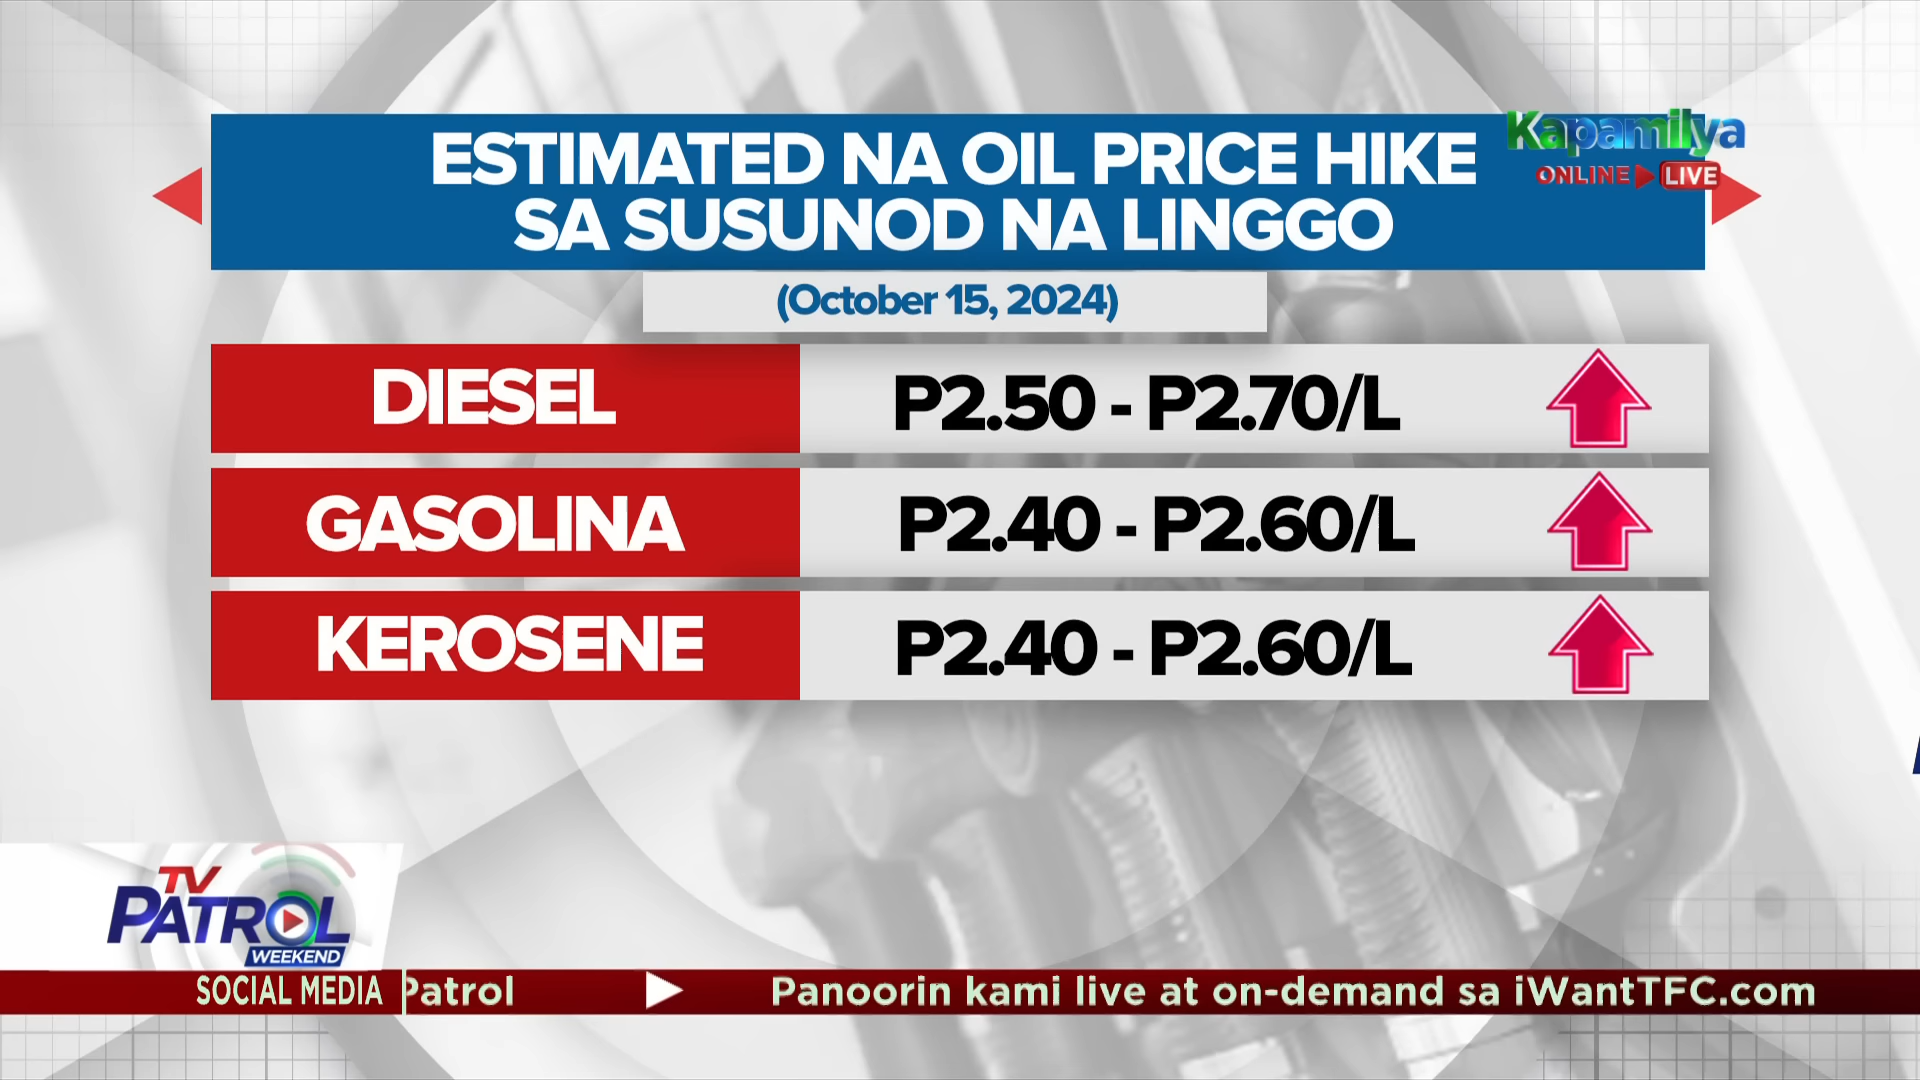 ESTIMATED NA OIL PRICE HIKE
SA SUSUNOD NA LINGGO
Kapamilya
ONLINE LIVE
(October 15, 2024)
DIESEL P2.50 - P2.70/L
GASOLINA P2.40 - P2.60/L
KEROSENE P2.40 - P2.60/L
TV
PATROL
WEEKEND
SOCIAL MEDIA Patrol Panoorin kami live at on-demand sa iWantTFC.com